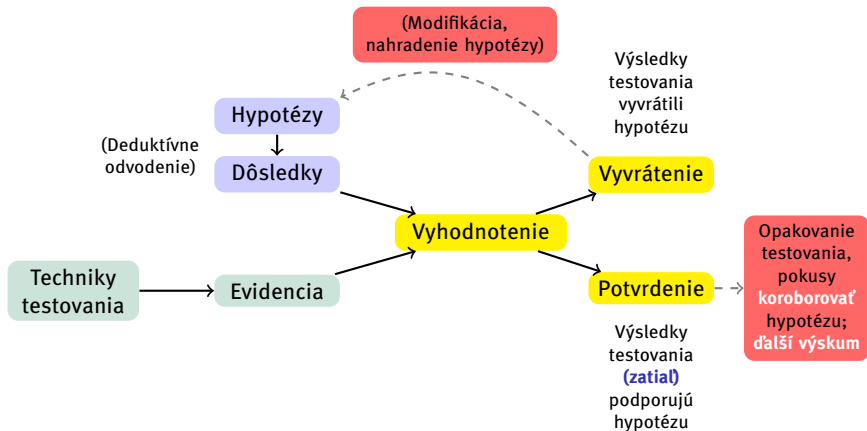 (Modifikácia,
nahradenie hypotézy)
Výsledky
testovania
vyvrátili
hypotézu
Hypotézy
(Deduktívne
odvodenie)
Dôsledky
Vyvrátenie
Vyhodnotenie
Techniky
testovania
Evidencia
Potvrdenie
Opakovanie
testovania,
pokusy
koroborovať
hypotézu;
ďalší výskum
Výsledky
testovania
(zatiaľ)
podporujú
hypotézu